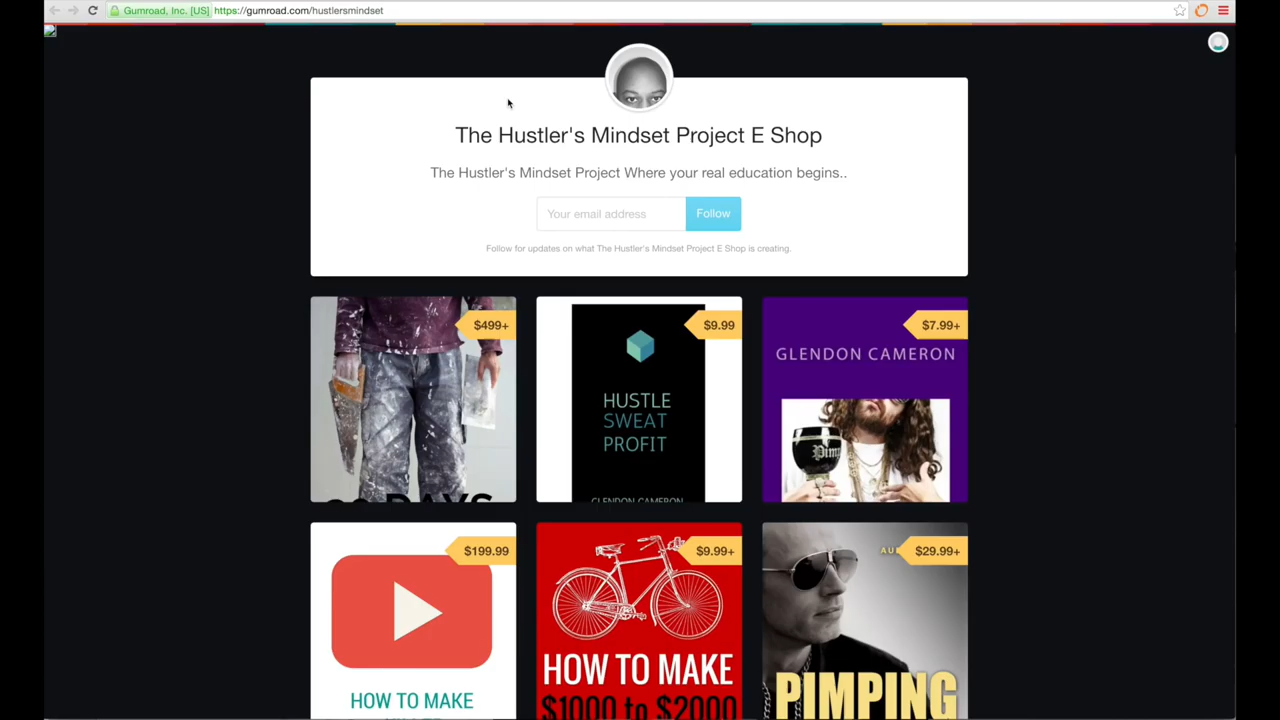 Gumroad, Inc. [US] https://gumroad.com/hustlersmindset
The Hustler's Mindset Project E Shop
The Hustler's Mindset Project Where your real education begins..
Your email address
Follow
Follow for updates on what The Hustler's Mindset Project E Shop is creating.
$499+
DAYS
$9.99
HUSTLE
SWEAT
PROFIT
GLENDON CAMERON
$7.99+
GLENDON CAMERON
$199.99
HOW TO MAKE
$9.99+
HOW TO MAKE
$1000 to $2000
$29.99+
PIMPING